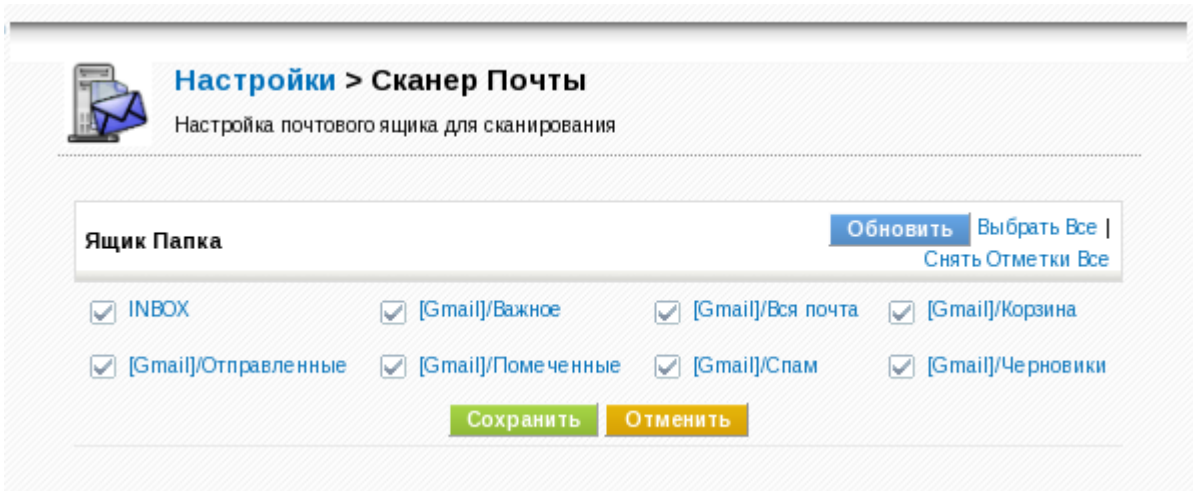 Настройки > Сканер Почты
Настройка почтового ящика для сканирования
Ящик Папка
Обновить Выбрать Все |
Снять Отметки Все
INBOX [Gmail]/Важное [Gmail]/Вся почта [Gmail]/Корзина
[Gmail]/Отправленные [Gmail]/Помеченные [Gmail]/Спам [Gmail]/Черновики
Сохранить Отменить